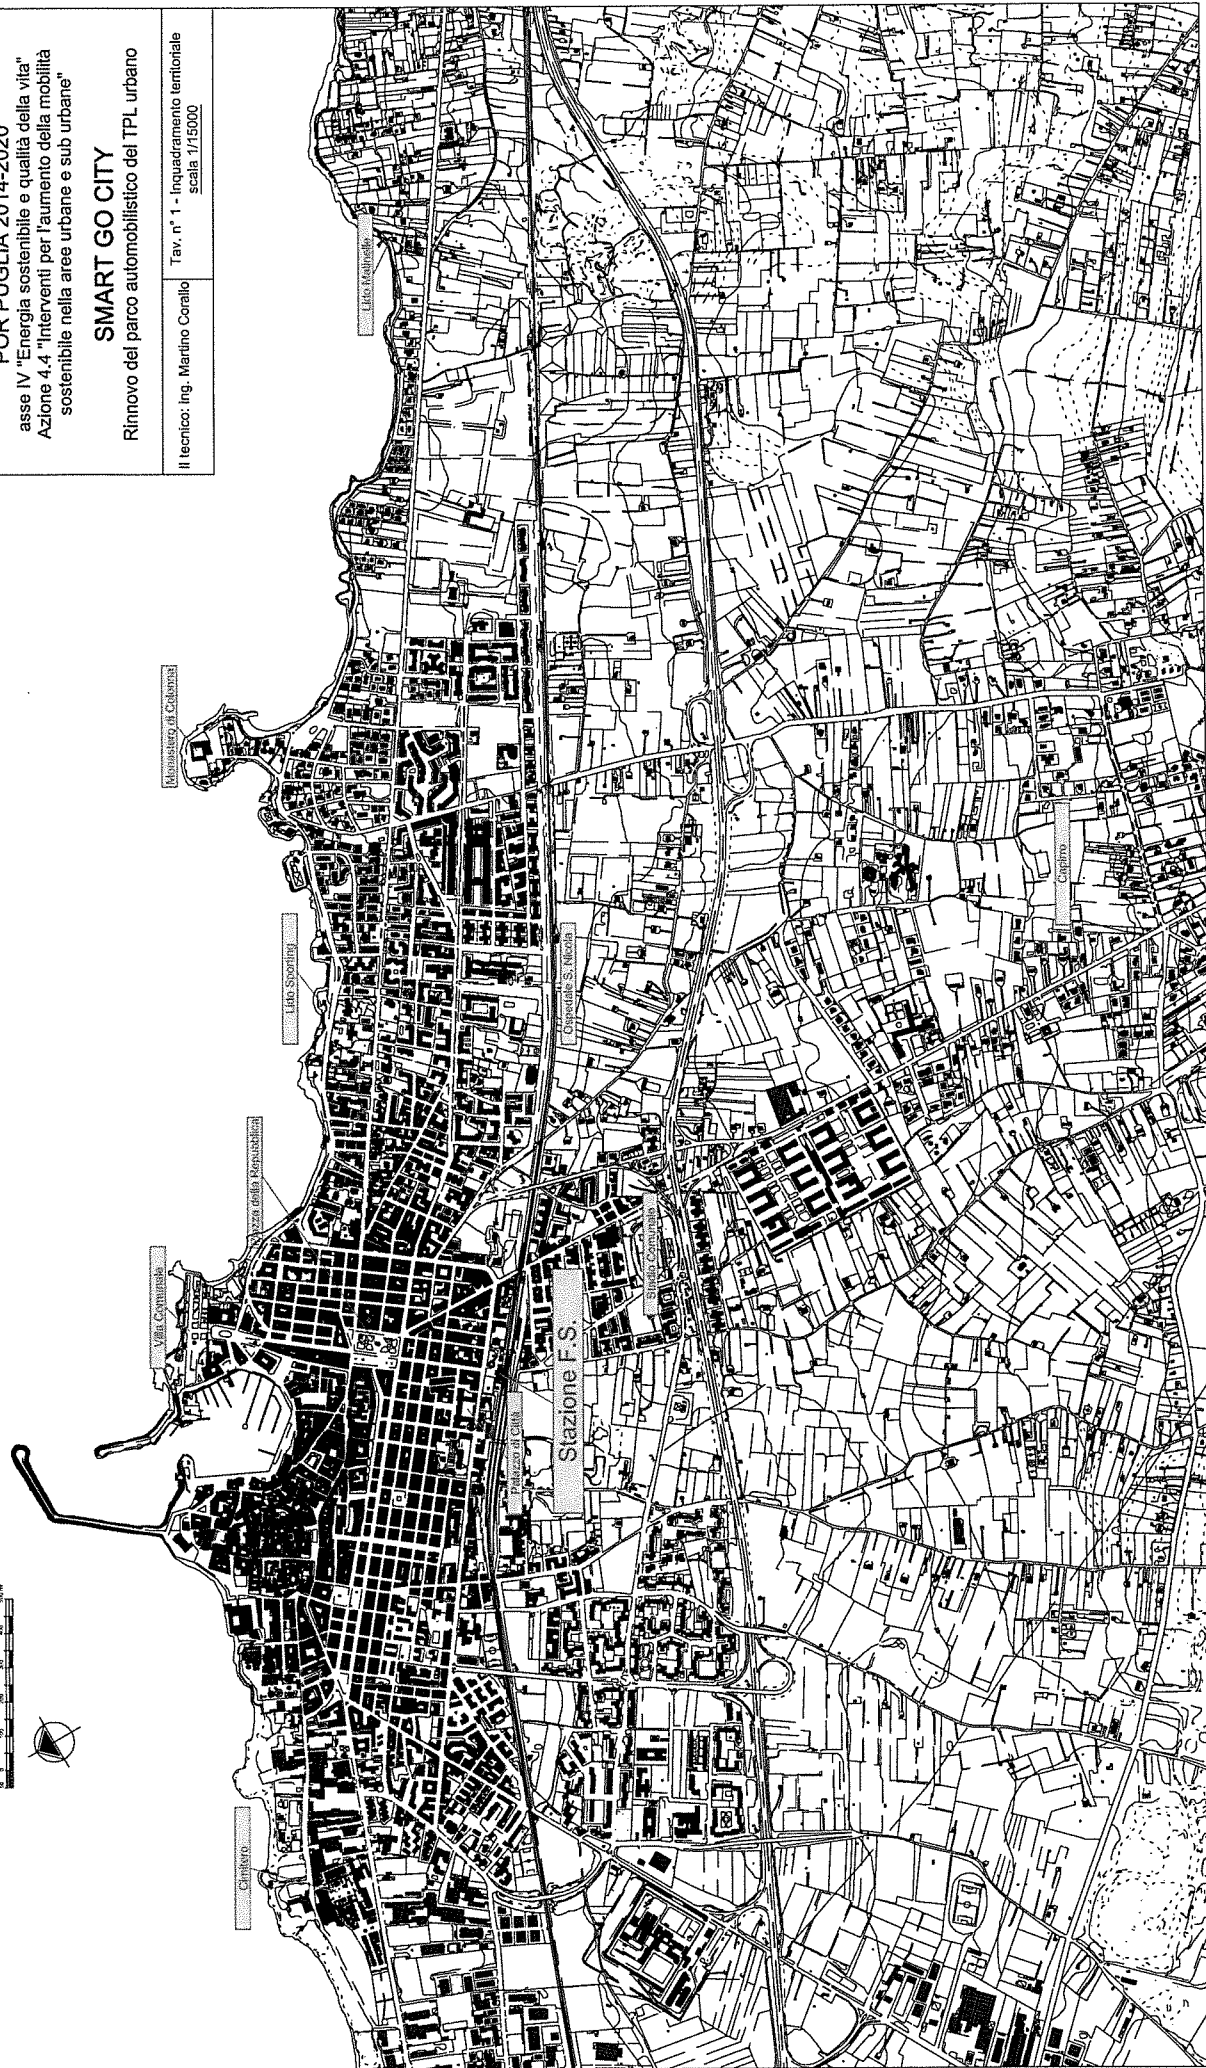 POR PUGLIA 2014-2020
asse IV "Energia sostenibile e qualità della vita"
Azione 4.4 "Interventi per l'aumento della mobilità
sostenibile nella aree urbane e sub urbane"
SMART GO CITY
Rinnovo del parco automobilistico del TPL urbano
Il tecnico: Ing. Martino Corallo
Tav. n° 1 - Inquadramento territoriale
scala 1/15000
Cimitero
Villa Comunale
Piazza della Repubblica
Lido Sporting
Monastero di Colonna
Lido Matinelle
Palazzo di Città
Stazione F.S.
Stadio Comunale
Ospedale S. Nicola
Capirro